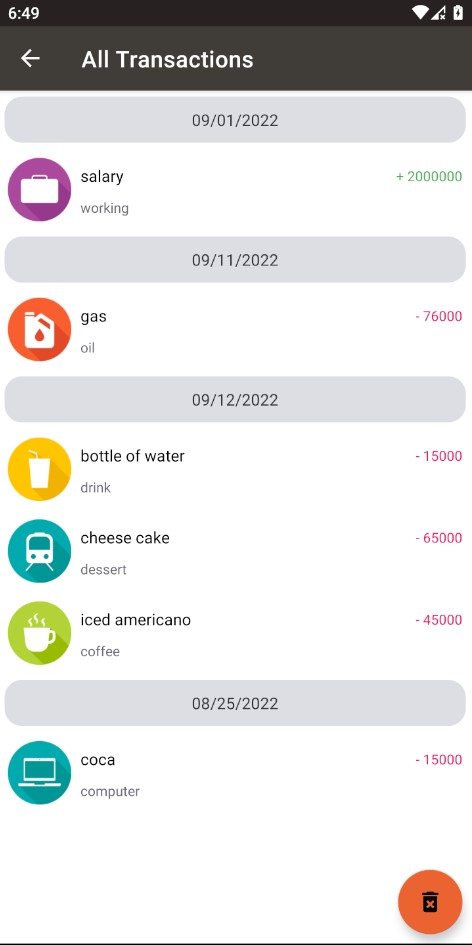 6:49
All Transactions
09/01/2022
salary + 2000000
working
09/11/2022
gas - 76000
oil
09/12/2022
bottle of water - 15000
drink
cheese cake - 65000
dessert
iced americano - 45000
coffee
08/25/2022
coca - 15000
computer